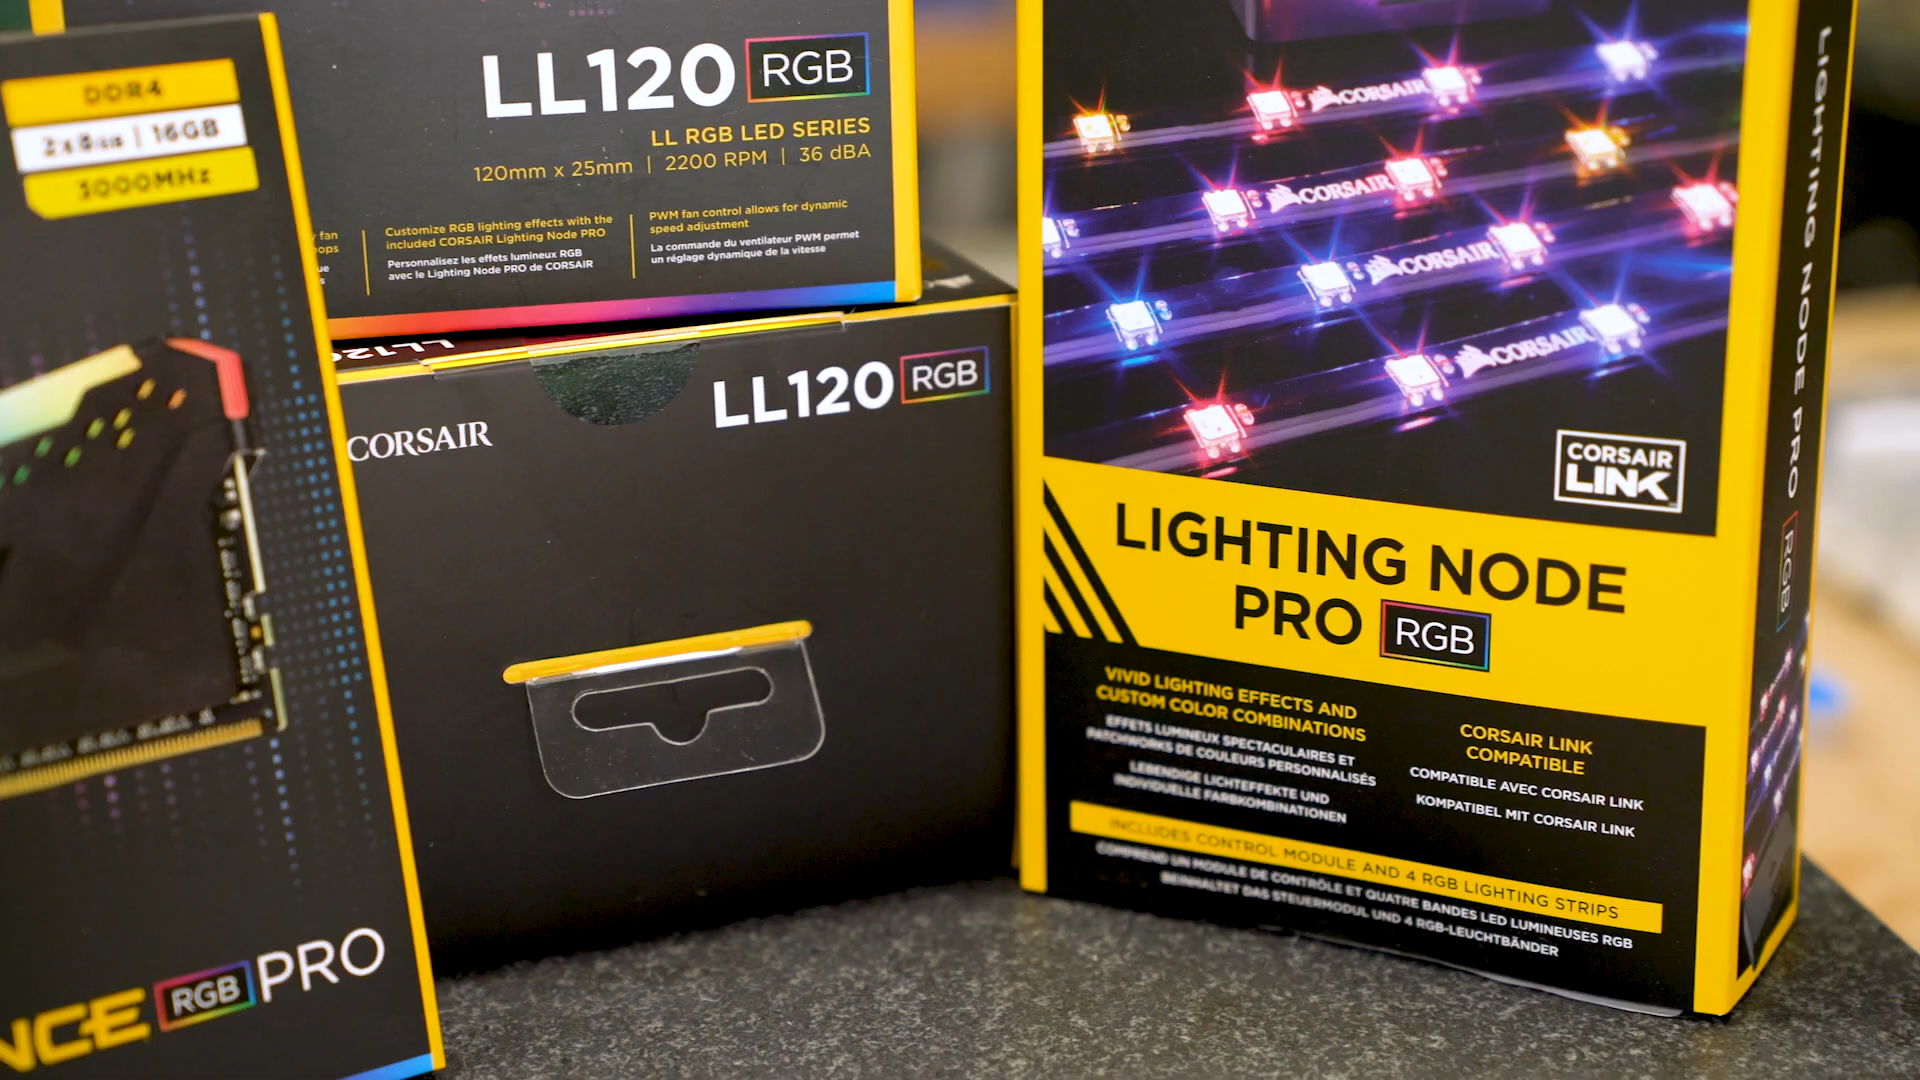 DDR4
2x8GB | 16GB
3000MHz
NCE RGB PRO
LL120 RGB
LL RGB LED SERIES
120mm x 25mm | 2200 RPM | 36 dBA
fan
Customize RGB lighting effects with the
included CORSAIR Lighting Node PRO
Personnalisez les effets lumineux RGB
avec le Lighting Node PRO de CORSAIR
PWM fan control allows for dynamic
speed adjustment
La commande du ventilateur PWM permet
un réglage dynamique de la vitesse
LL12
CORSAIR
LL120 RGB
CORSAIR
CORSAIR
CORSAIR
CORSAIR
CORSAIR
LINK
LIGHTING NODE
PRO RGB
VIVID LIGHTING EFFECTS AND
CUSTOM COLOR COMBINATIONS
EFFETS LUMINEUX SPECTACULAIRES ET
PATCHWORKS DE COULEURS PERSONNALISÉS
LEBENDIGE LICHTEFFEKTE UND
INDIVIDUELLE FARBKOMBINATIONEN
CORSAIR LINK
COMPATIBLE
COMPATIBLE AVEC CORSAIR LINK
KOMPATIBEL MIT CORSAIR LINK
INCLUDES CONTROL MODULE AND 4 RGB LIGHTING STRIPS
COMPREND UN MODULE DE CONTRÔLE ET QUATRE BANDES LED LUMINEUSES RGB
BEINHALTET DAS STEUERMODUL UND 4 RGB-LEUCHTBÄNDER
LIGHTING NODE PRO RGB